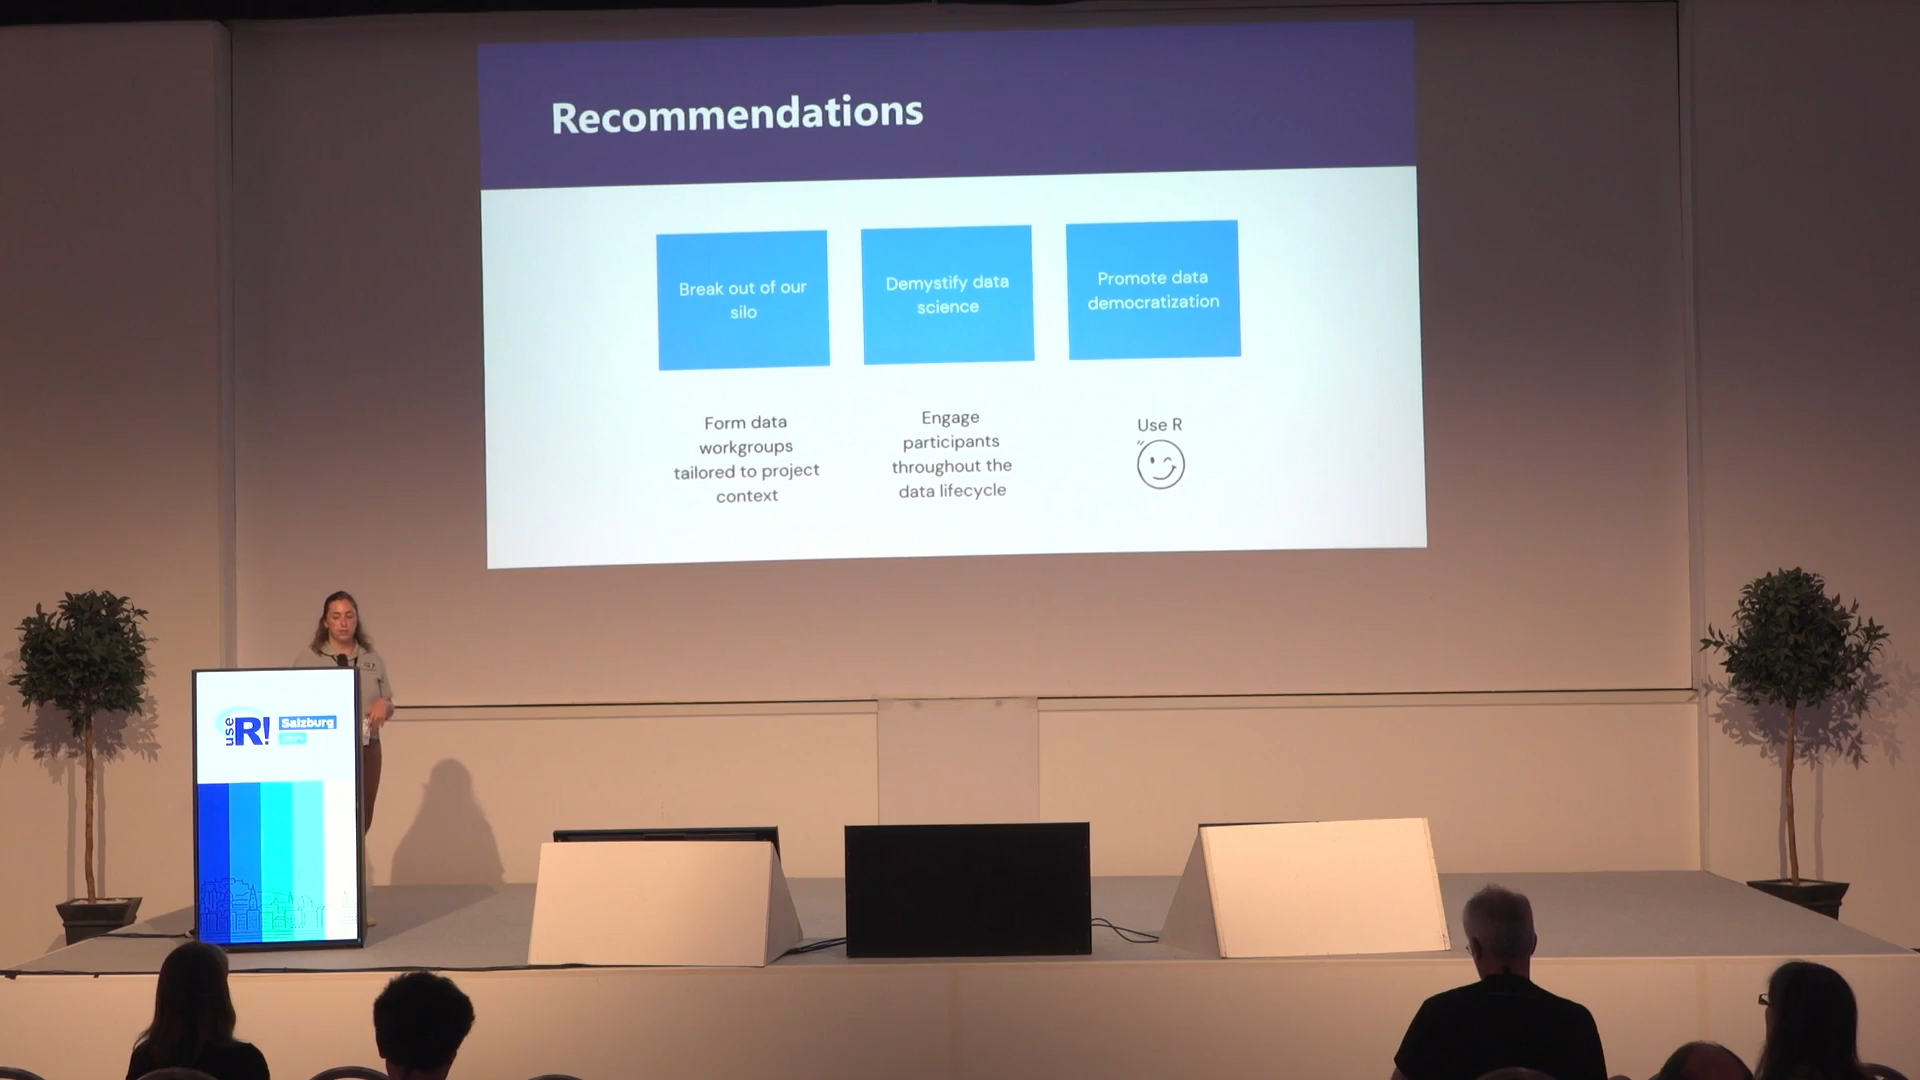 Recommendations
Break out of our
silo
Demystify data
science
Promote data
democratization
Form data
workgroups
tailored to project
context
Engage
participants
throughout the
data lifecycle
Use R
use R!
Salzburg